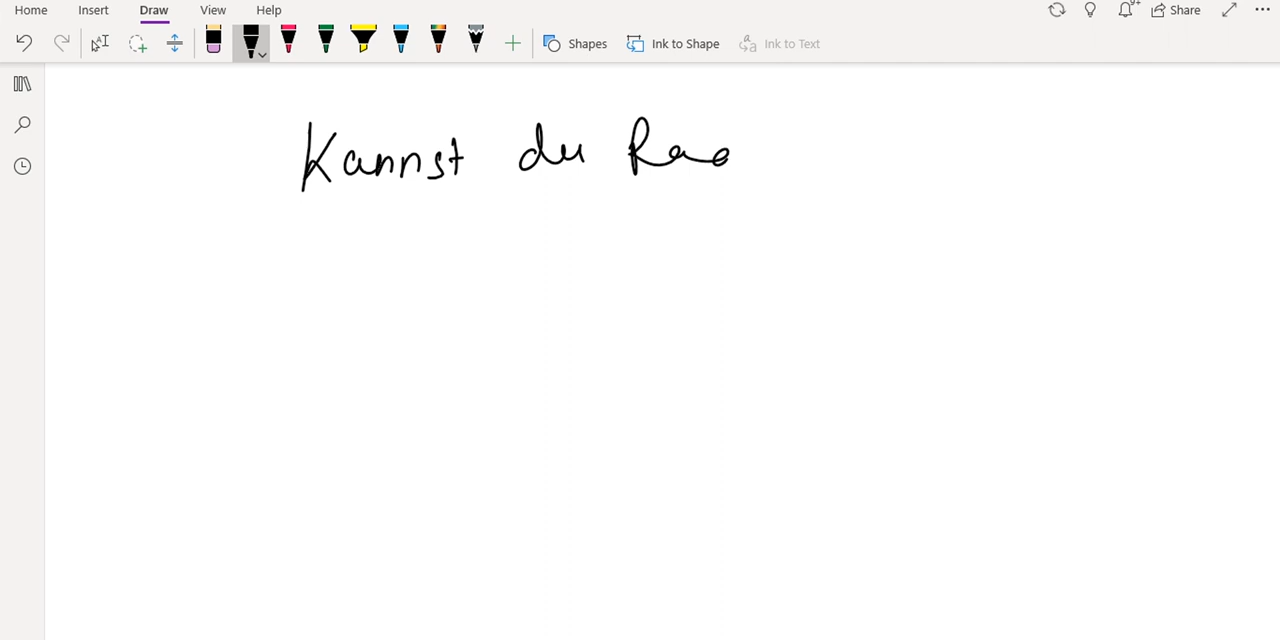 Home Insert Draw View Help Share
Shapes Ink to Shape Ink to Text
Kannst du